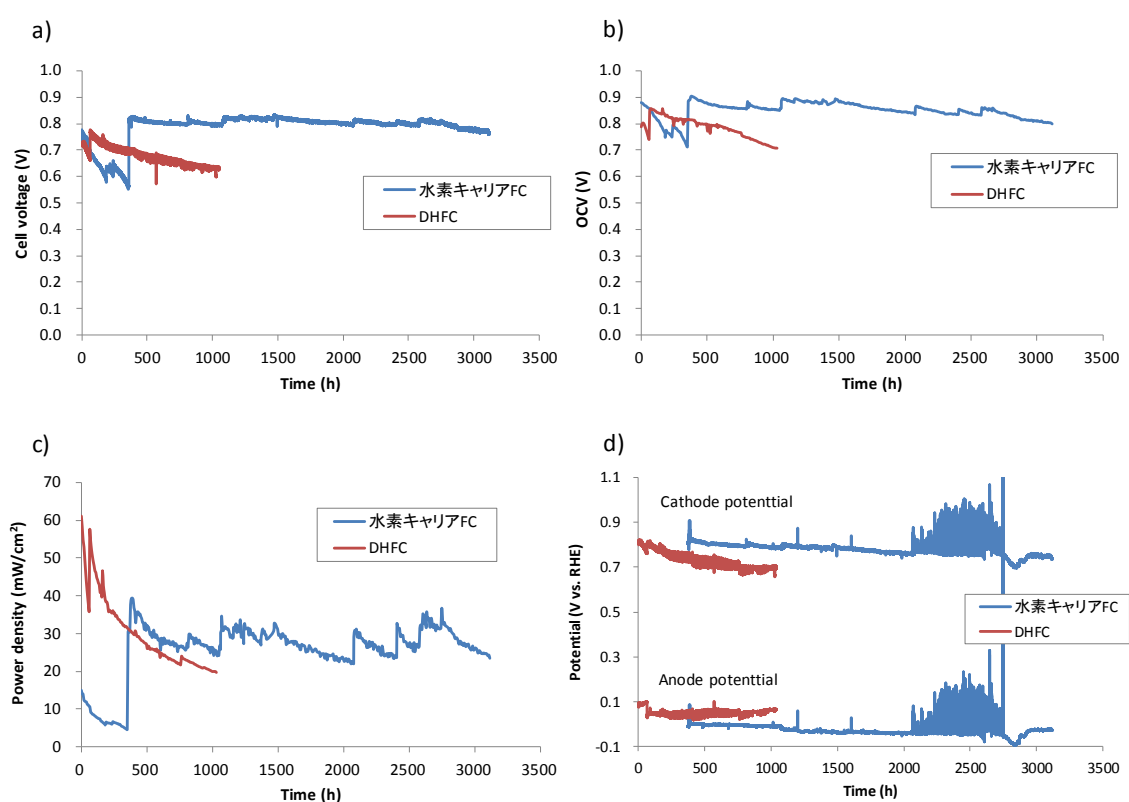 a)
1.0
0.9
0.8
0.7
0.6
0.5
0.4
0.3
0.2
0.1
0.0
Cell voltage (V)
水素キャリアFC
DHFC
0 500 1000 1500 2000 2500 3000 3500
Time (h)
b)
1.0
0.9
0.8
0.7
0.6
0.5
0.4
0.3
0.2
0.1
0.0
OCV (V)
水素キャリアFC
DHFC
0 500 1000 1500 2000 2500 3000 3500
Time (h)
c)
70
60
50
40
30
20
10
0
Power density (mW/cm²)
水素キャリアFC
DHFC
0 500 1000 1500 2000 2500 3000 3500
Time (h)
d)
1.1
0.9
0.7
0.5
0.3
0.1
-0.1
Potential (V vs. RHE)
Cathode potenttial
水素キャリアFC
DHFC
Anode potenttial
0 500 1000 1500 2000 2500 3000 3500
Time (h)